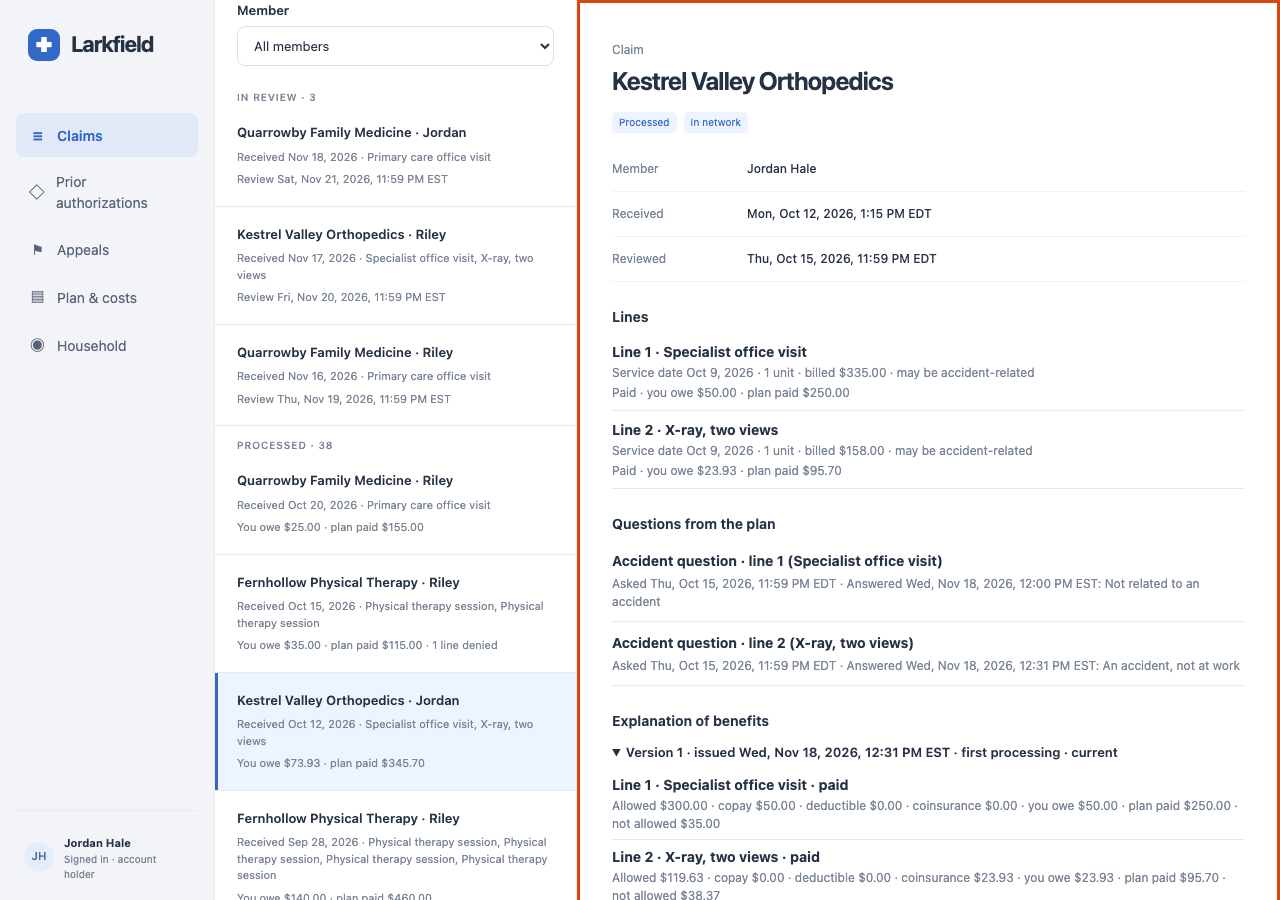 Larkfield
Claims
Prior
authorizations
Appeals
Plan & costs
Household
JH
Jordan Hale
Signed in · account
holder
Member
All members
IN REVIEW · 3
Quarrowby Family Medicine · Jordan
Received Nov 18, 2026 · Primary care office visit
Review Sat, Nov 21, 2026, 11:59 PM EST
Kestrel Valley Orthopedics · Riley
Received Nov 17, 2026 · Specialist office visit, X-ray, two
views
Review Fri, Nov 20, 2026, 11:59 PM EST
Quarrowby Family Medicine · Riley
Received Nov 16, 2026 · Primary care office visit
Review Thu, Nov 19, 2026, 11:59 PM EST
PROCESSED · 38
Quarrowby Family Medicine · Riley
Received Oct 20, 2026 · Primary care office visit
You owe $25.00 · plan paid $155.00
Fernhollow Physical Therapy · Riley
Received Oct 15, 2026 · Physical therapy session, Physical
therapy session
You owe $35.00 · plan paid $115.00 · 1 line denied
Kestrel Valley Orthopedics · Jordan
Received Oct 12, 2026 · Specialist office visit, X-ray, two
views
You owe $73.93 · plan paid $345.70
Fernhollow Physical Therapy · Riley
Received Sep 28, 2026 · Physical therapy session, Physical
therapy session, Physical therapy session, Physical therapy
session
You owe $140.00 · plan paid $460.00
Claim
Kestrel Valley Orthopedics
Processed
In network
Member Jordan Hale
Received Mon, Oct 12, 2026, 1:15 PM EDT
Reviewed Thu, Oct 15, 2026, 11:59 PM EDT
Lines
Line 1 · Specialist office visit
Service date Oct 9, 2026 · 1 unit · billed $335.00 · may be accident-related
Paid · you owe $50.00 · plan paid $250.00
Line 2 · X-ray, two views
Service date Oct 9, 2026 · 1 unit · billed $158.00 · may be accident-related
Paid · you owe $23.93 · plan paid $95.70
Questions from the plan
Accident question · line 1 (Specialist office visit)
Asked Thu, Oct 15, 2026, 11:59 PM EDT · Answered Wed, Nov 18, 2026, 12:00 PM EST: Not related to an
accident
Accident question · line 2 (X-ray, two views)
Asked Thu, Oct 15, 2026, 11:59 PM EDT · Answered Wed, Nov 18, 2026, 12:31 PM EST: An accident, not at work
Explanation of benefits
Version 1 · issued Wed, Nov 18, 2026, 12:31 PM EST · first processing · current
Line 1 · Specialist office visit · paid
Allowed $300.00 · copay $50.00 · deductible $0.00 · coinsurance $0.00 · you owe $50.00 · plan paid $250.00 ·
not allowed $35.00
Line 2 · X-ray, two views · paid
Allowed $119.63 · copay $0.00 · deductible $0.00 · coinsurance $23.93 · you owe $23.93 · plan paid $95.70 ·
not allowed $38.37